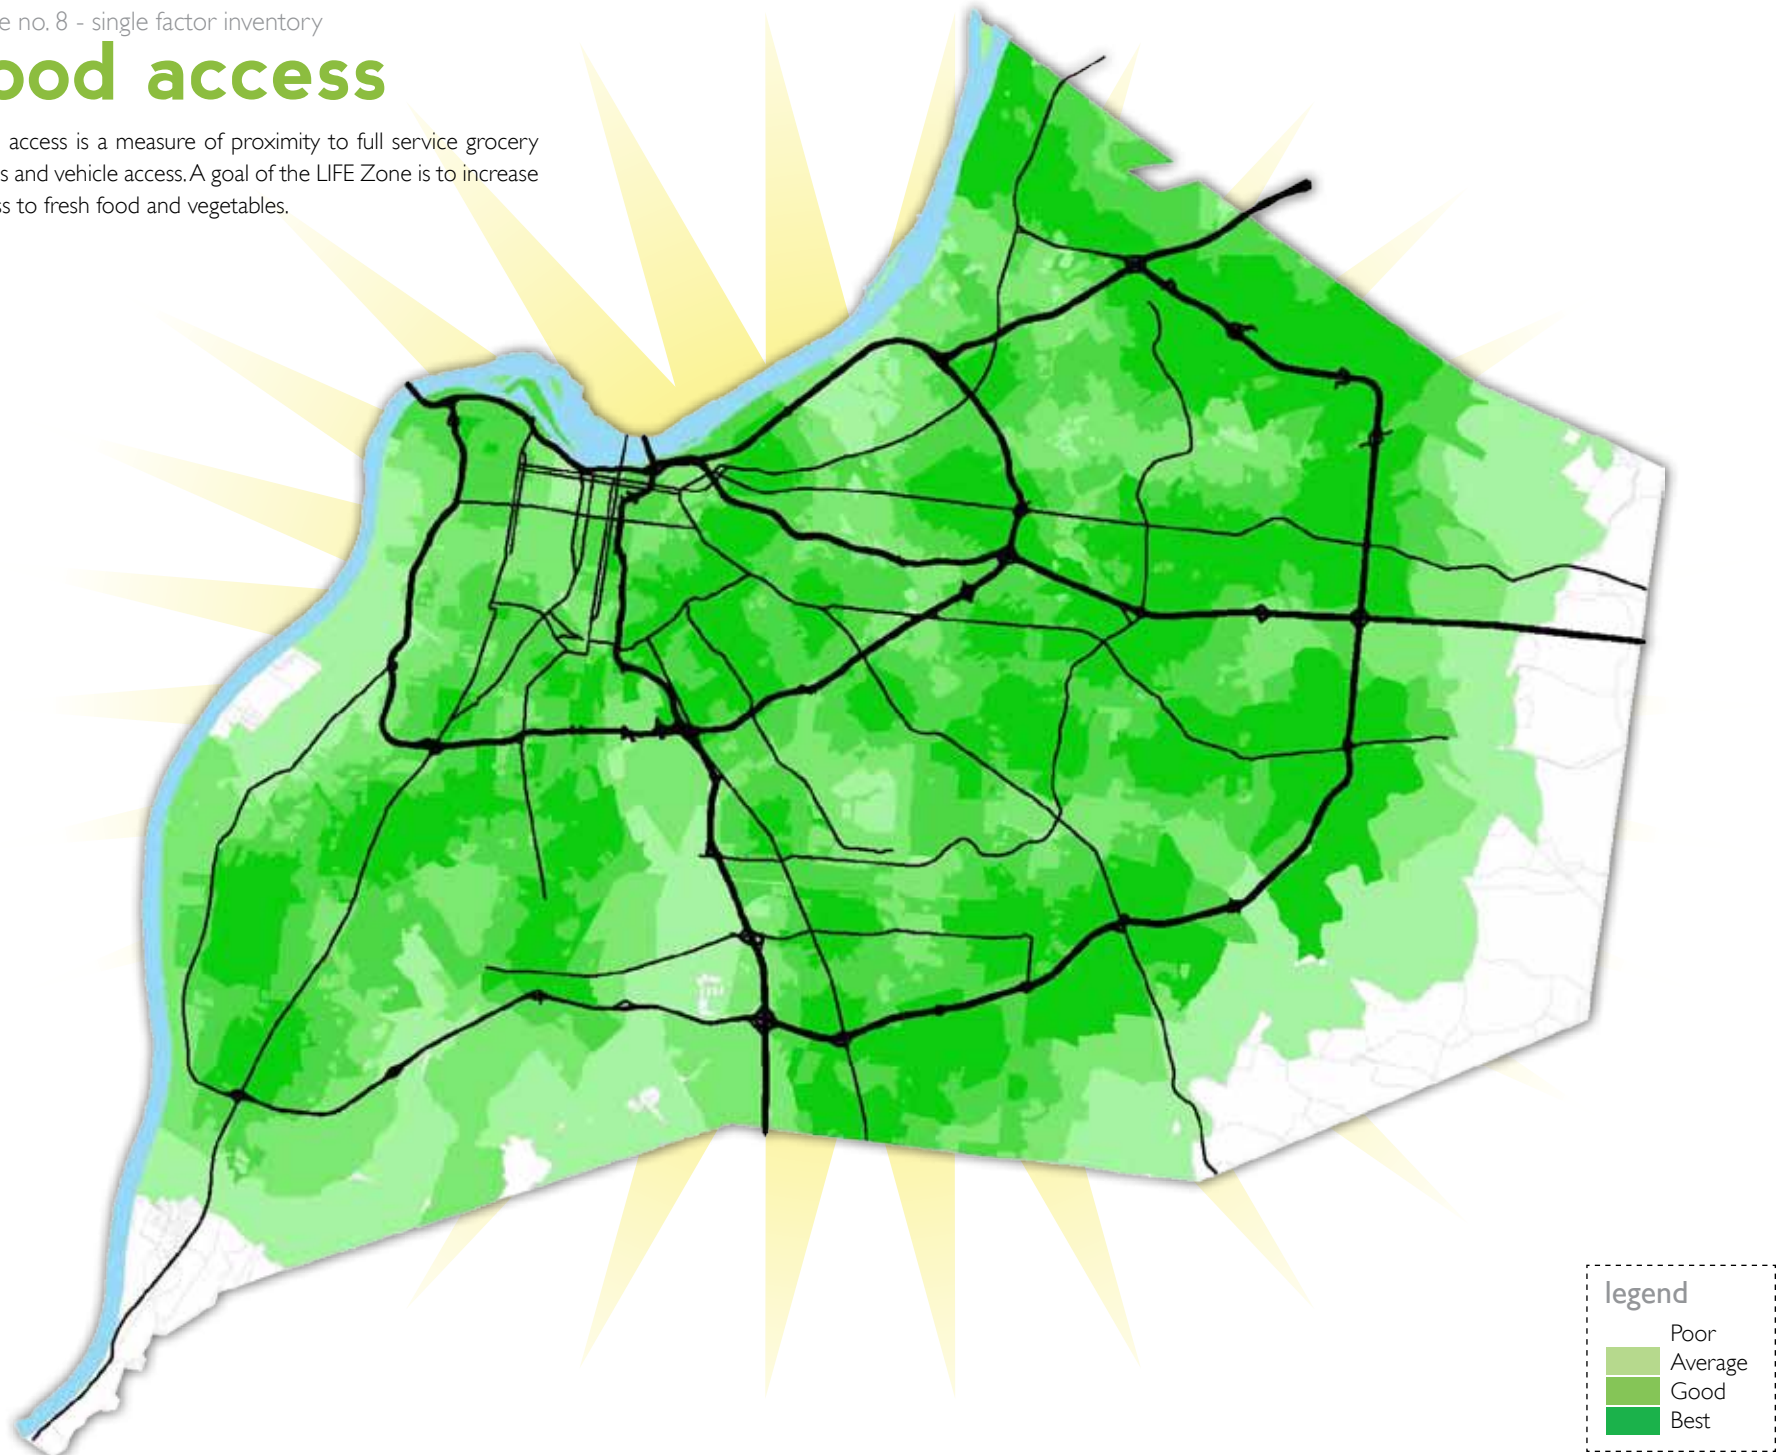 e no. 8 - single factor inventory
ood access
access is a measure of proximity to full service grocery
s and vehicle access. A goal of the LIFE Zone is to increase
ss to fresh food and vegetables.
legend
Poor
Average
Good
Best